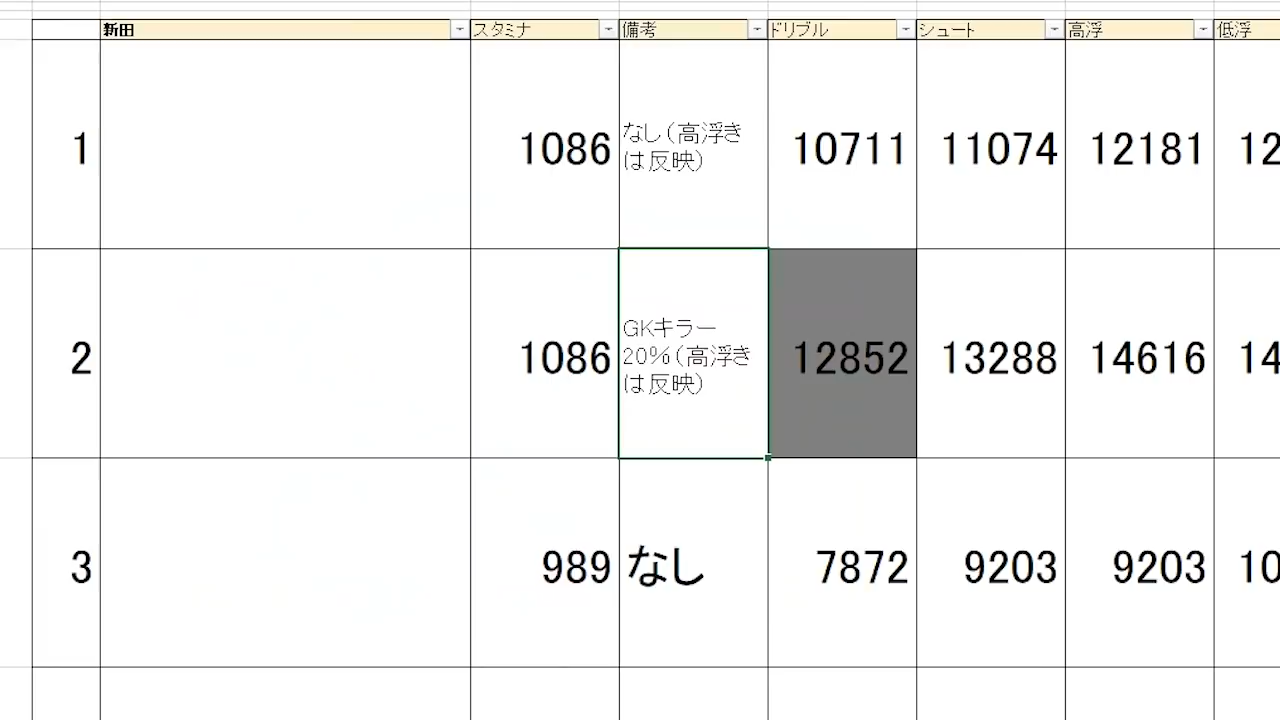 新田 スタミナ 備考 ドリブル シュート 高浮 低浮
1 1086 なし(高浮き 10711 11074 12181 12
は反映)
2 1086 GKキラー 12852 13288 14616 14
20%(高浮き
は反映)
3 989 なし 7872 9203 9203 10